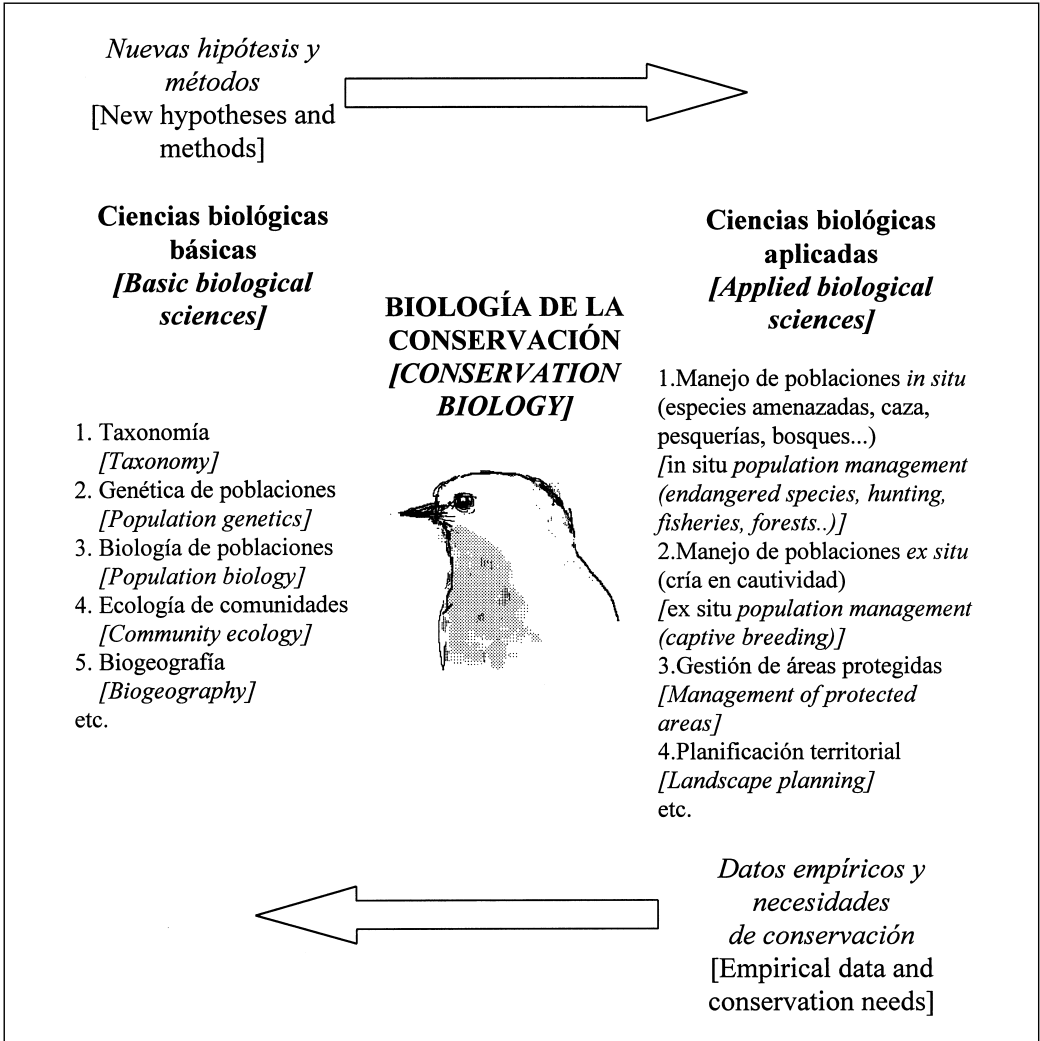 Nuevas hipótesis y
métodos
[New hypotheses and
methods]
Ciencias biológicas
básicas
[Basic biological
sciences]
1. Taxonomía
[Taxonomy]
2. Genética de poblaciones
[Population genetics]
3. Biología de poblaciones
[Population biology]
4. Ecología de comunidades
[Community ecology]
5. Biogeografía
[Biogeography]
etc.
BIOLOGÍA DE LA
CONSERVACIÓN
[CONSERVATION
BIOLOGY]
Ciencias biológicas
aplicadas
[Applied biological
sciences]
1.Manejo de poblaciones in situ
(especies amenazadas, caza,
pesquerías, bosques...)
[in situ population management
(endangered species, hunting,
fisheries, forests..)]
2.Manejo de poblaciones ex situ
(cría en cautividad)
[ex situ population management
(captive breeding)]
3.Gestión de áreas protegidas
[Management of protected
areas]
4.Planificación territorial
[Landscape planning]
etc.
Datos empíricos y
necesidades
de conservación
[Empirical data and
conservation needs]